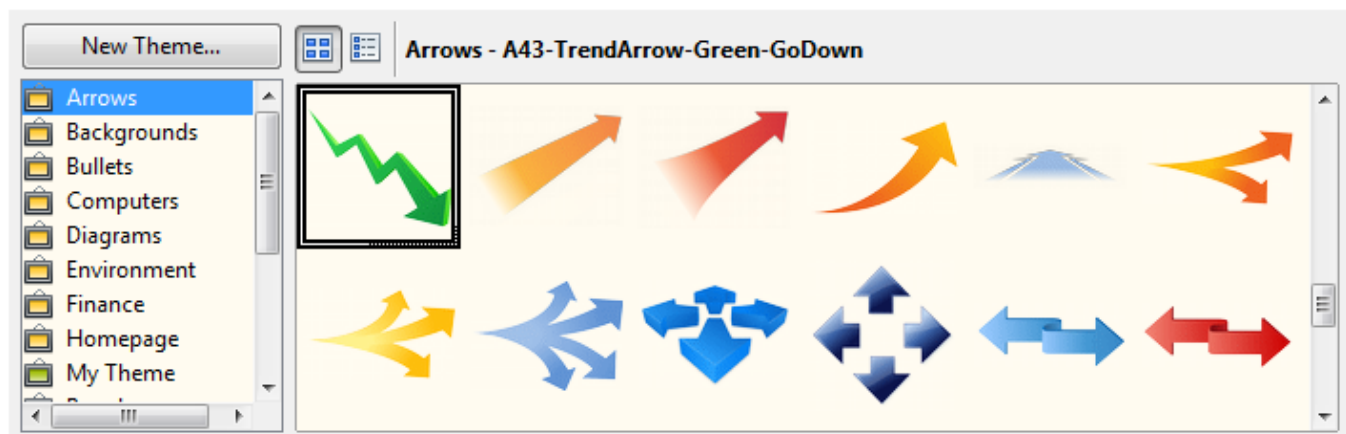 New Theme...
Arrows - A43-TrendArrow-Green-GoDown
Arrows
Backgrounds
Bullets
Computers
Diagrams
Environment
Finance
Homepage
My Theme